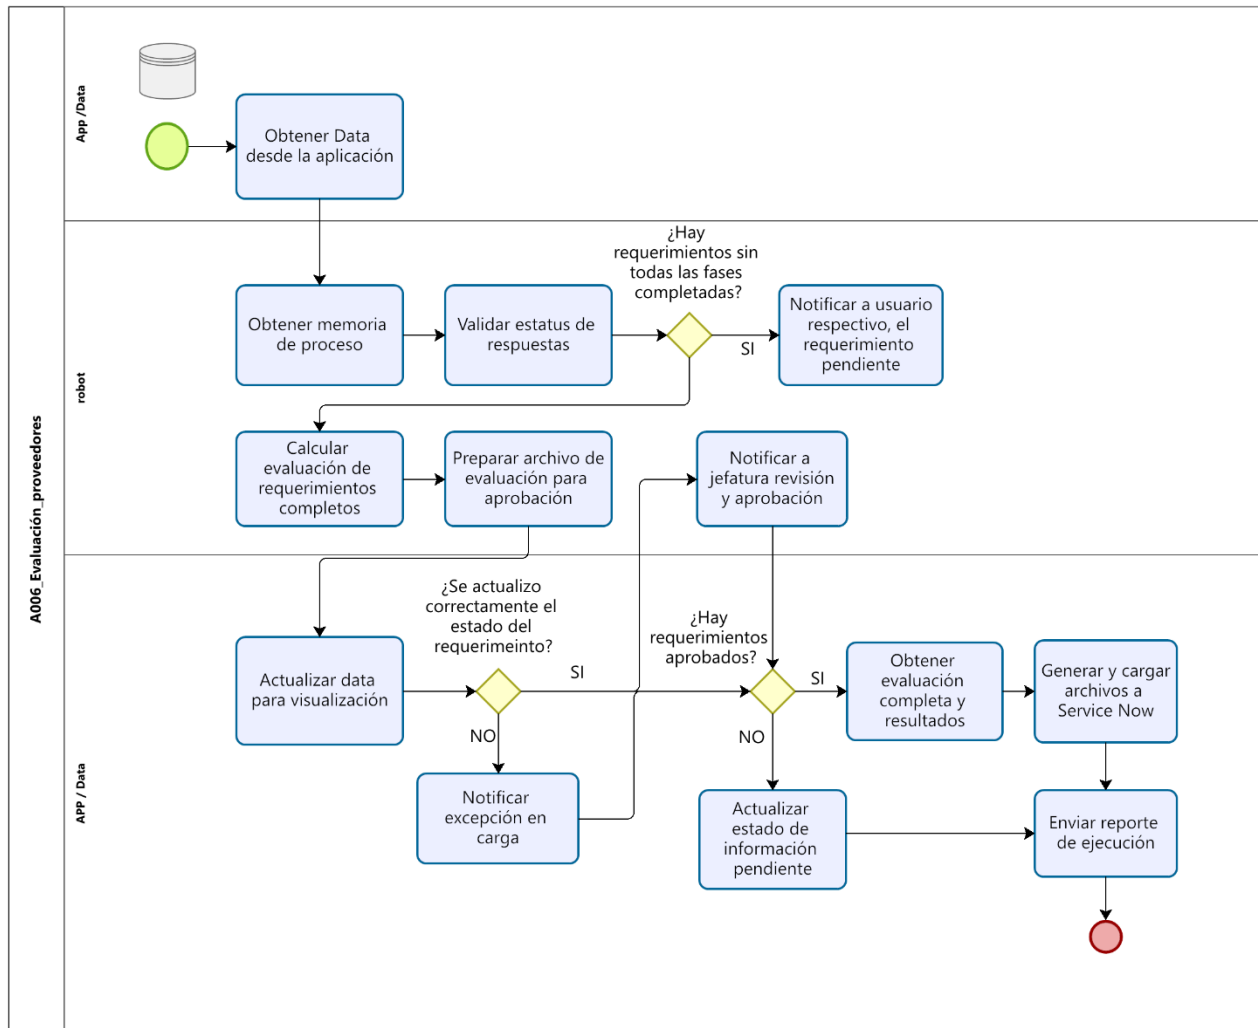 A006_Evaluación_proveedores
App /Data
Obtener Data
desde la aplicación
robot
Obtener memoria
de proceso
Validar estatus de
respuestas
¿Hay
requerimientos sin
todas las fases
completadas?
SI
Notificar a usuario
respectivo, el
requerimiento
pendiente
Calcular
evaluación de
requerimientos
completos
Preparar archivo de
evaluación para
aprobación
Notificar a
jefatura revisión
y aprobación
APP / Data
Actualizar data
para visualización
¿Se actualizo
correctamente el
estado del
requerimeinto?
SI
NO
Notificar
excepción en
carga
¿Hay
requerimientos
aprobados?
SI
NO
Obtener
evaluación
completa y
resultados
Generar y cargar
archivos a
Service Now
Actualizar
estado de
información
pendiente
Enviar reporte
de ejecución